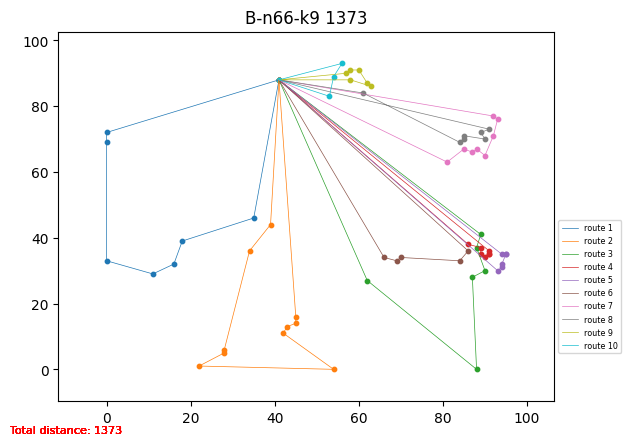 B-n66-k9 1373
100
80
60
40
20
0
0 20 40 60 80 100
route 1
route 2
route 3
route 4
route 5
route 6
route 7
route 8
route 9
route 10
Total distance: 1373